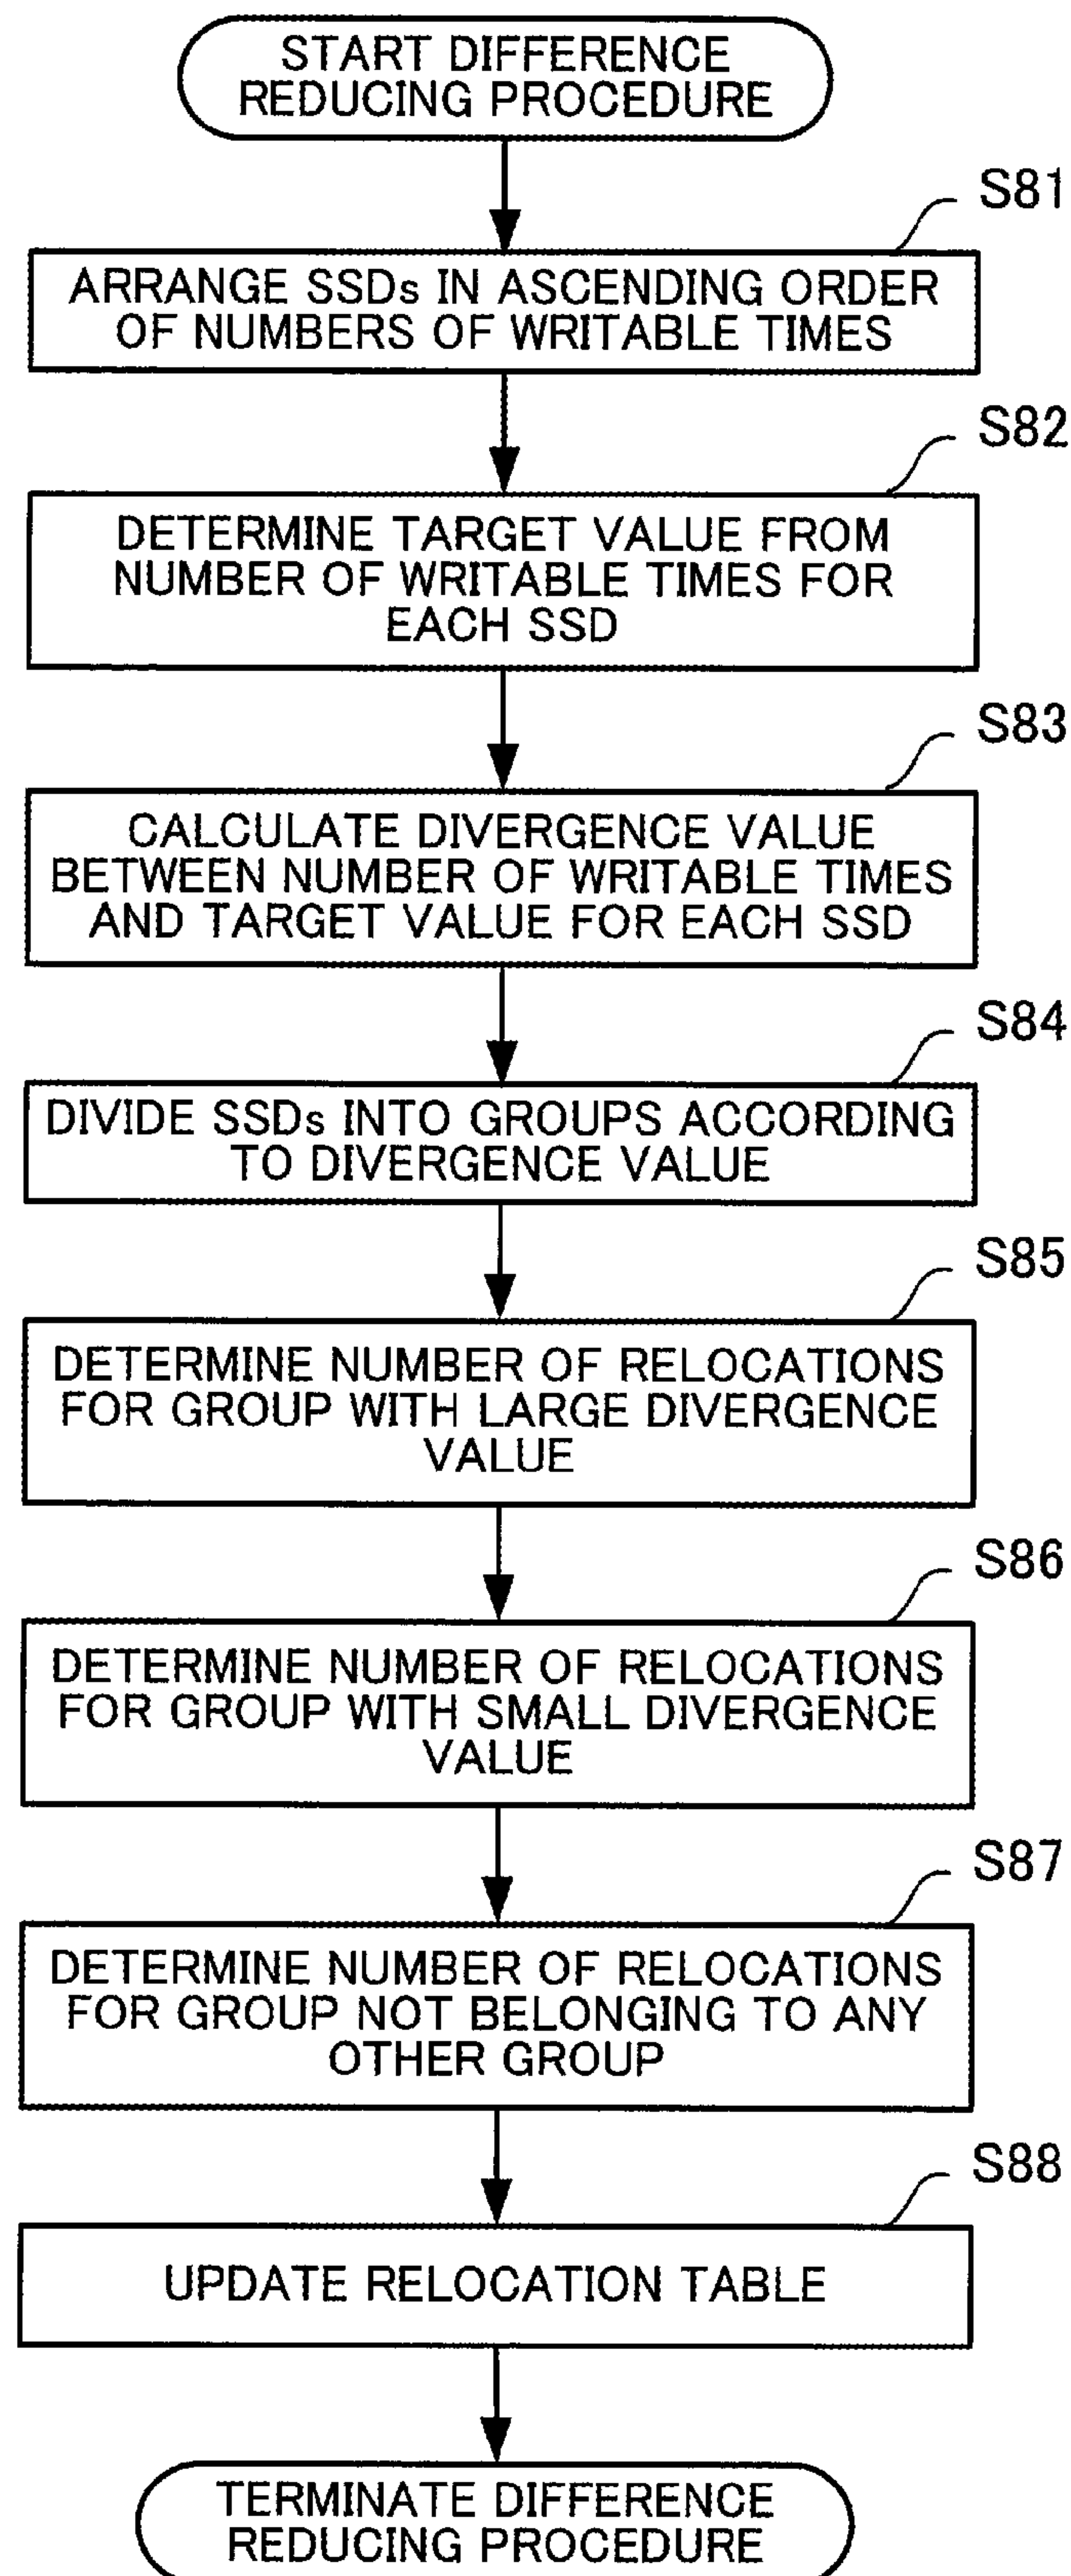 START DIFFERENCE
REDUCING PROCEDURE
S81
ARRANGE SSDs IN ASCENDING ORDER
OF NUMBERS OF WRITABLE TIMES
S82
DETERMINE TARGET VALUE FROM
NUMBER OF WRITABLE TIMES FOR
EACH SSD
S83
CALCULATE DIVERGENCE VALUE
BETWEEN NUMBER OF WRITABLE TIMES
AND TARGET VALUE FOR EACH SSD
S84
DIVIDE SSDs INTO GROUPS ACCORDING
TO DIVERGENCE VALUE
S85
DETERMINE NUMBER OF RELOCATIONS
FOR GROUP WITH LARGE DIVERGENCE
VALUE
S86
DETERMINE NUMBER OF RELOCATIONS
FOR GROUP WITH SMALL DIVERGENCE
VALUE
S87
DETERMINE NUMBER OF RELOCATIONS
FOR GROUP NOT BELONGING TO ANY
OTHER GROUP
S88
UPDATE RELOCATION TABLE
TERMINATE DIFFERENCE
REDUCING PROCEDURE